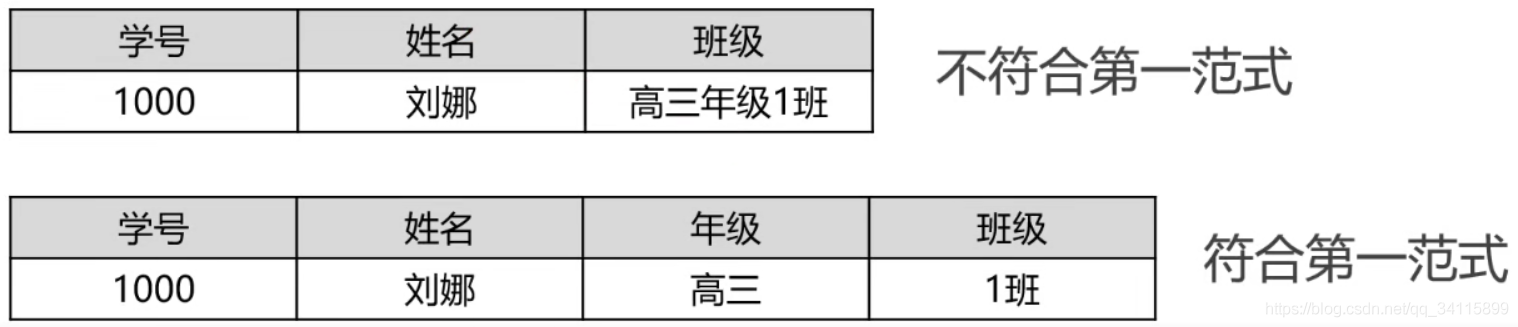 学号 姓名 班级
1000 刘娜 高三年级1班
不符合第一范式
学号 姓名 年级 班级
1000 刘娜 高三 1班
符合第一范式
https://blog.csdn.net/qq_34115899